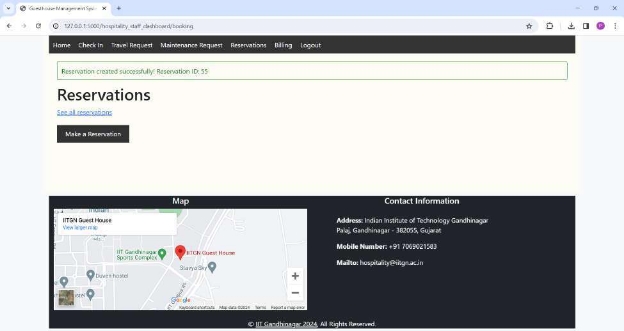 Guesthouse Management Sys
127.0.0.1:5000/hospitality_staff_dashboard/booking
Home Check In Travel Request Maintenance Request Reservations Billing Logout
Reservation created successfully! Reservation ID: 55
Reservations
See all reservations
Make a Reservation
Map
IITGN Guest House
View larger map
IIT Gandhinagar
Sports Complex
IITGN Guest House
Google
Keyboard shortcuts Map data ©2024 Terms Report a map error
Contact Information
Address: Indian Institute of Technology Gandhinagar
Palaj, Gandhinagar - 382055, Gujarat
Mobile Number: +91 7069021583
Mailto: hospitality@iitgn.ac.in
© IIT Gandhinagar 2024, All Rights Reserved.